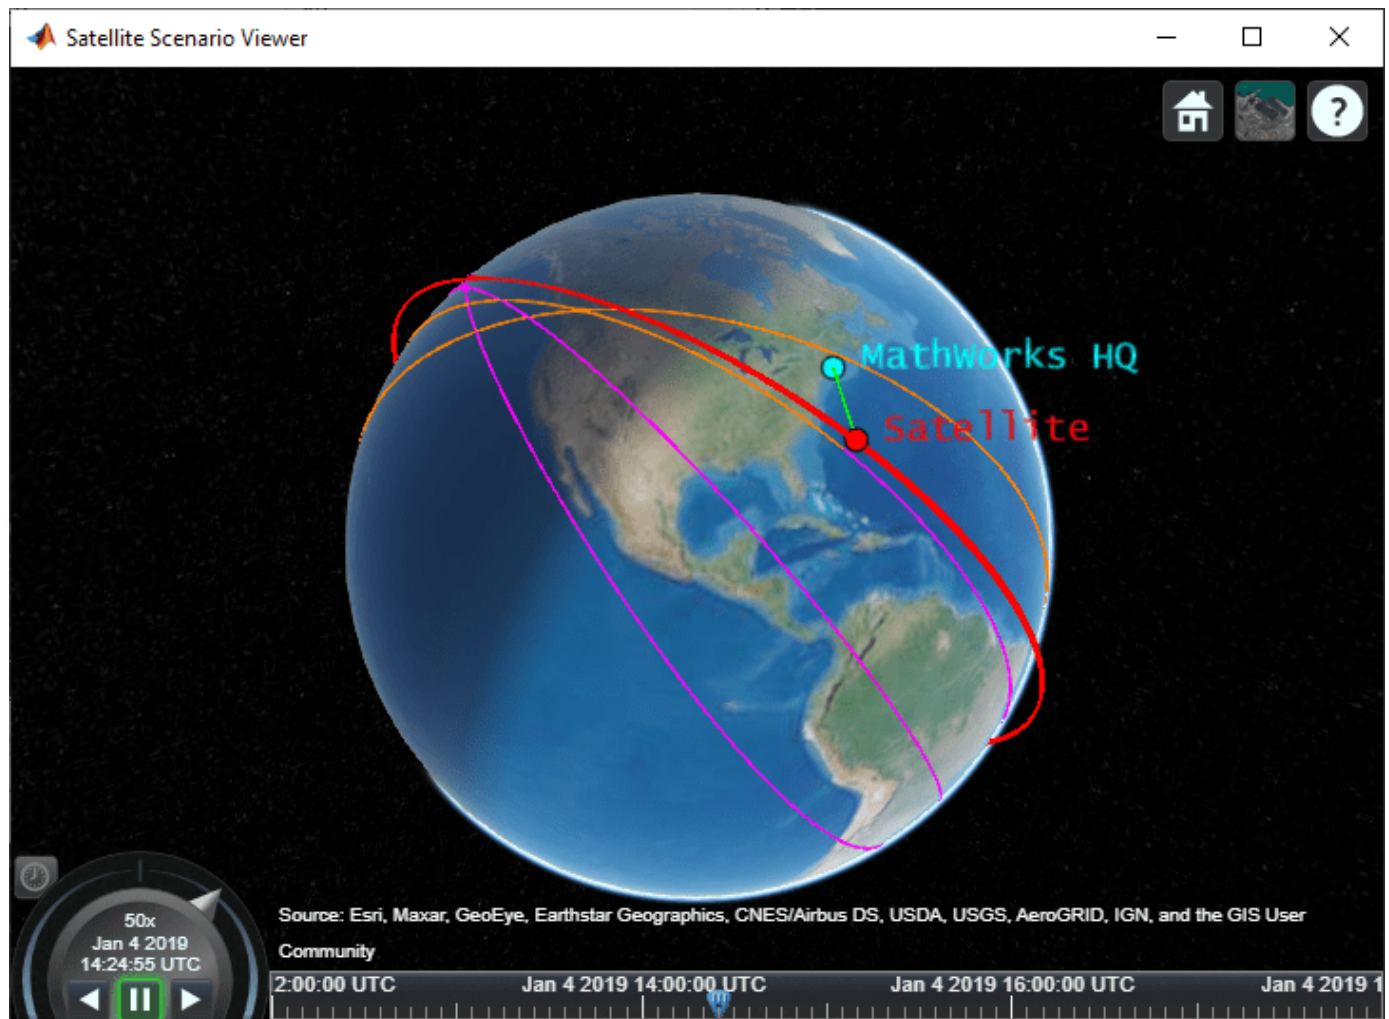 Satellite Scenario Viewer
?
MathWorks HQ
Satellite
Source: Esri, Maxar, GeoEye, Earthstar Geographics, CNES/Airbus DS, USDA, USGS, AeroGRID, IGN, and the GIS User
Community
50x
Jan 4 2019
14:24:55 UTC
2:00:00 UTC Jan 4 2019 14:00:00 UTC Jan 4 2019 16:00:00 UTC Jan 4 2019 1